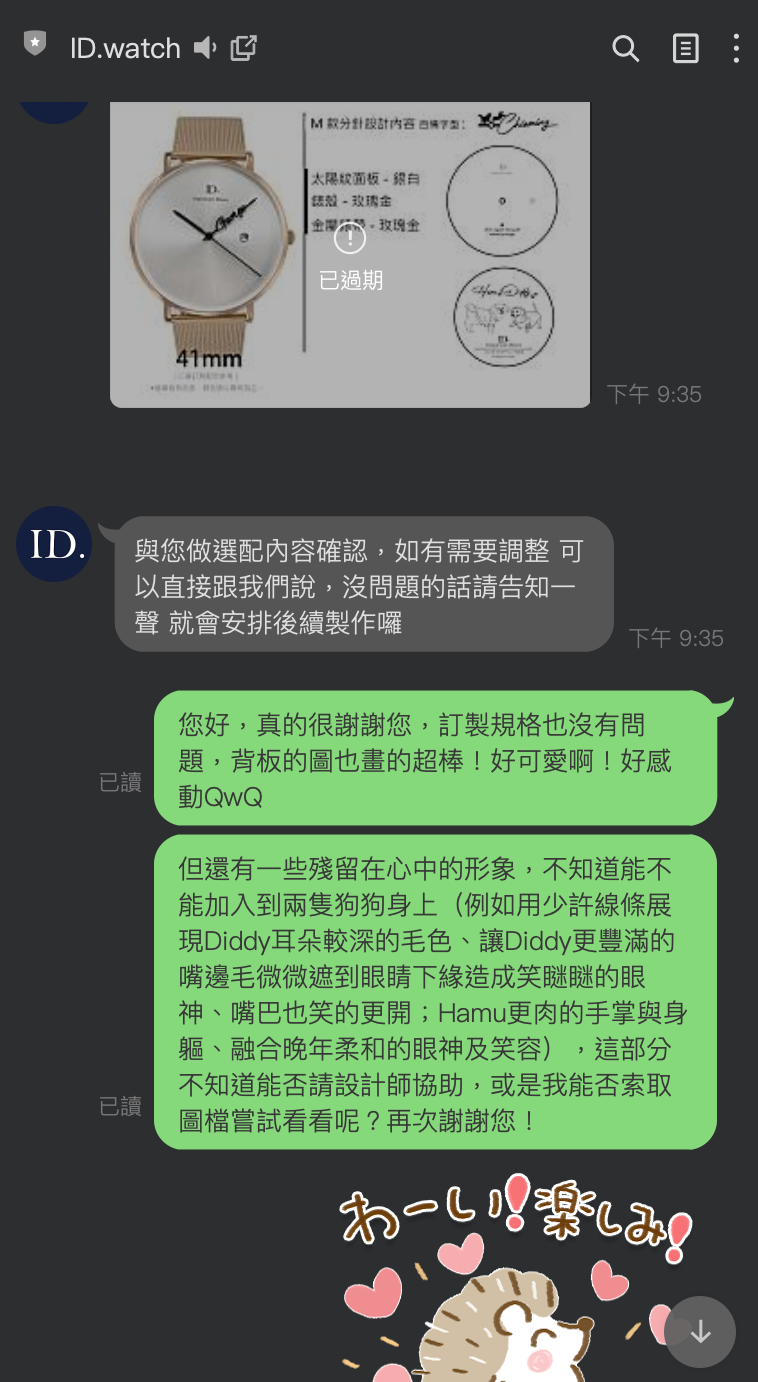 ID.watch
M 款分針設計內容
太陽紋面板 - 銀白
錶殼 - 玫瑰金
金屬錶帶 - 玫瑰金
ID.
已過期
41mm
下午 9:35
ID.
與您做選配內容確認，如有需要調整 可
以直接跟我們說，沒問題的話請告知一
聲 就會安排後續製作囉
下午 9:35
您好，真的很謝謝您，訂製規格也沒有問
題，背板的圖也畫的超棒！好可愛啊！好感
動QwQ
已讀
但還有一些殘留在心中的形象，不知道能不
能加入到兩隻狗狗身上（例如用少許線條展
現Diddy耳朵較深的毛色、讓Diddy更豐滿的
嘴邊毛微微遮到眼睛下緣造成笑瞇瞇的眼
神、嘴巴也笑的更開；Hamu更肉的手掌與身
軀、融合晚年柔和的眼神及笑容），這部分
不知道能否請設計師協助，或是我能否索取
圖檔嘗試看看呢？再次謝謝您！
已讀
わーい！楽しみ！